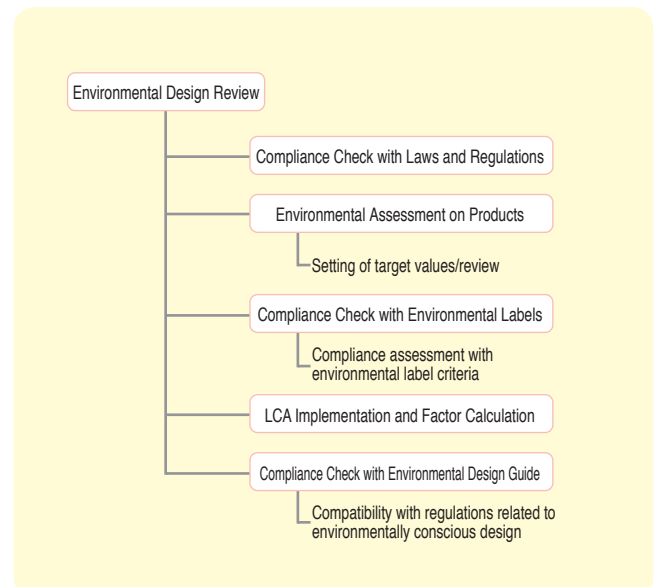 Environmental Design Review
Compliance Check with Laws and Regulations
Environmental Assessment on Products
Setting of target values/review
Compliance Check with Environmental Labels
Compliance assessment with
environmental label criteria
LCA Implementation and Factor Calculation
Compliance Check with Environmental Design Guide
Compatibility with regulations related to
environmentally conscious design